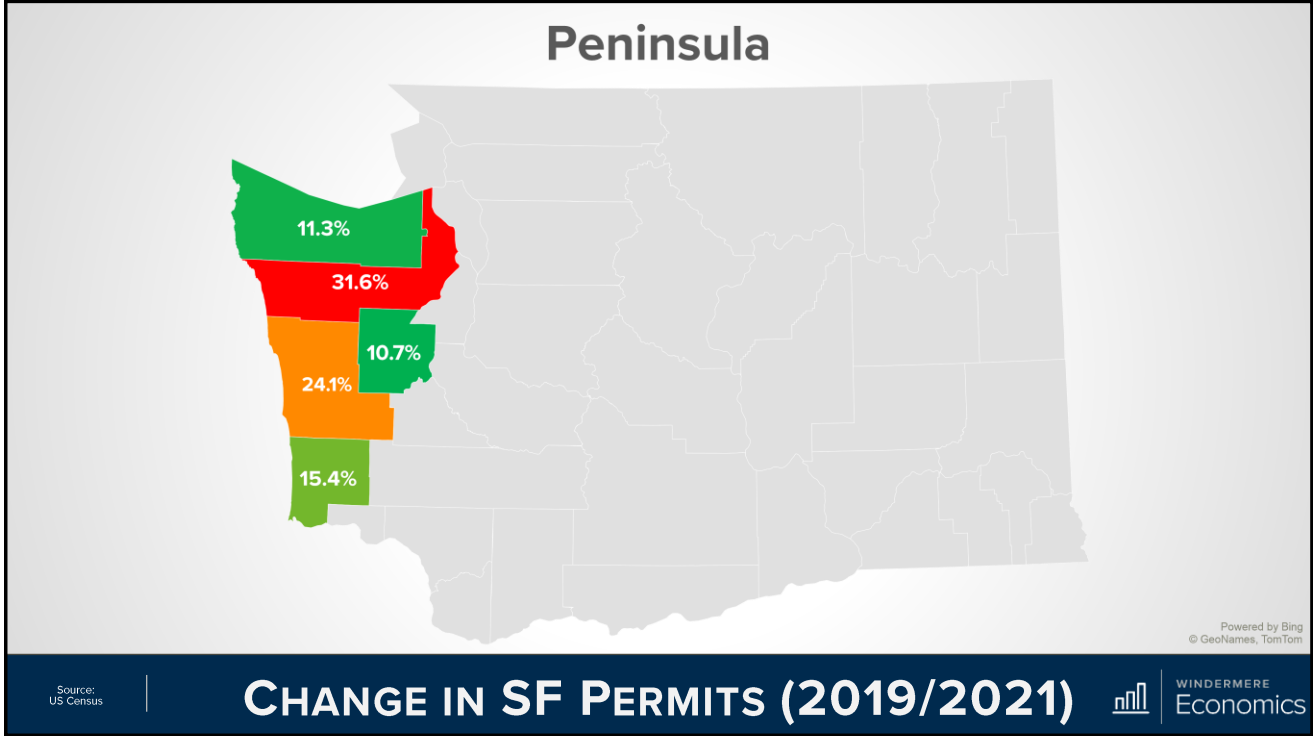 Peninsula
11.3%
31.6%
10.7%
24.1%
15.4%
Powered by Bing
© GeoNames, TomTom
Source:
US Census
CHANGE IN SF PERMITS (2019/2021)
WINDERMERE
Economics